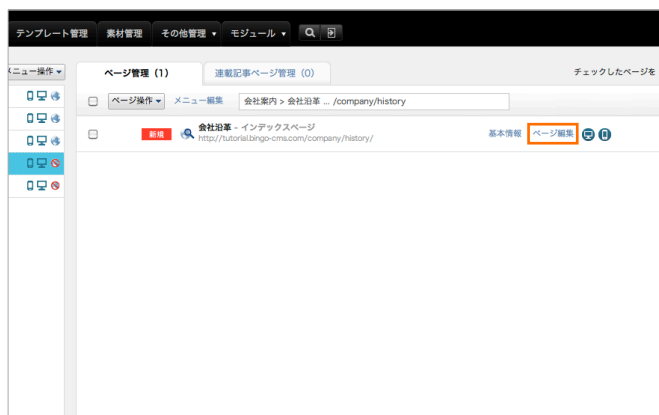 テンプレート管理 素材管理 その他管理 ▼ モジュール ▼
メニュー操作 ▼ ページ管理（1） 連載記事ページ管理（0） チェックしたページを
ページ操作 ▼ メニュー編集 会社案内 > 会社沿革 ... /company/history
新規 会社沿革 - インデックスページ 基本情報 ページ編集
http://tutorial.bingo-cms.com/company/history/